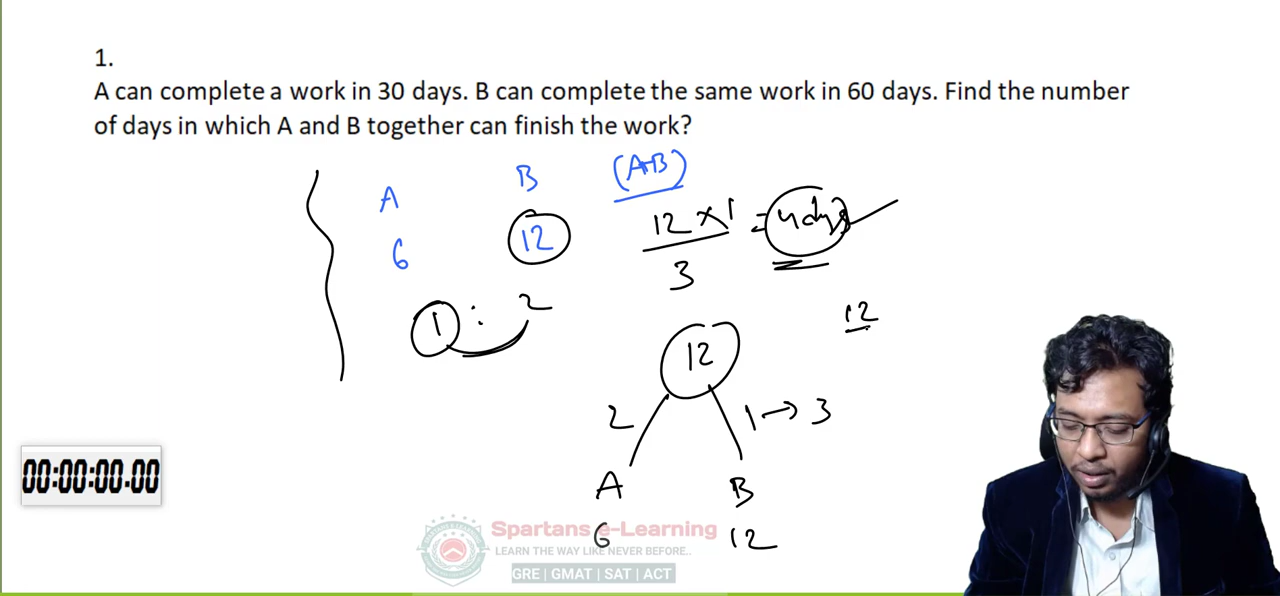 1.
A can complete a work in 30 days. B can complete the same work in 60 days. Find the number
of days in which A and B together can finish the work?
A B (A+B)
6 12 12 × 1 / 3 = 4 days
1 : 2
12
12
2 1 → 3
A B
6 12
00:00:00.00
Spartans e-Learning
LEARN THE WAY LIKE NEVER BEFORE..
GRE | GMAT | SAT | ACT